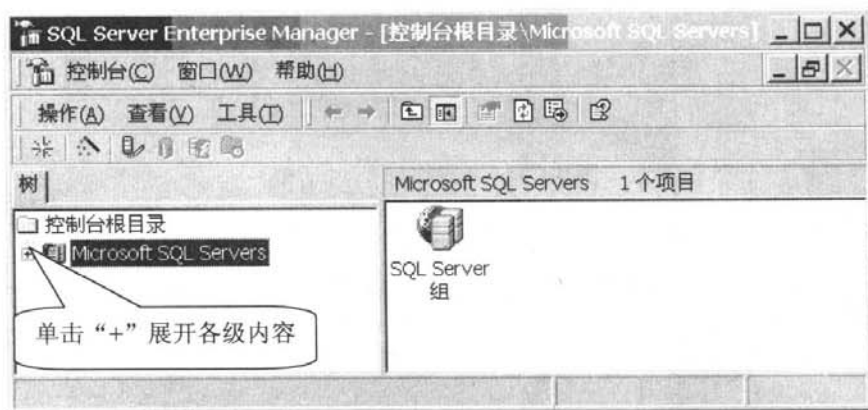 SQL Server Enterprise Manager - [控制台根目录\Microsoft SQL Servers]
控制台(C) 窗口(W) 帮助(H)
操作(A) 查看(V) 工具(T)
树
Microsoft SQL Servers 1个项目
控制台根目录
Microsoft SQL Servers
SQL Server
组
单击“+”展开各级内容